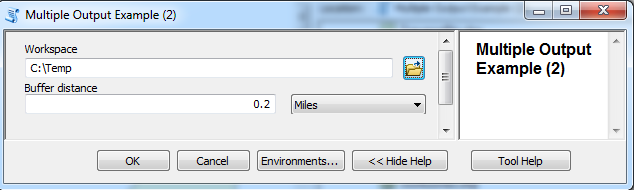 Multiple Output Example (2)
Workspace
C:\Temp
Buffer distance
0.2 Miles
Multiple Output
Example (2)
OK Cancel Environments... << Hide Help Tool Help